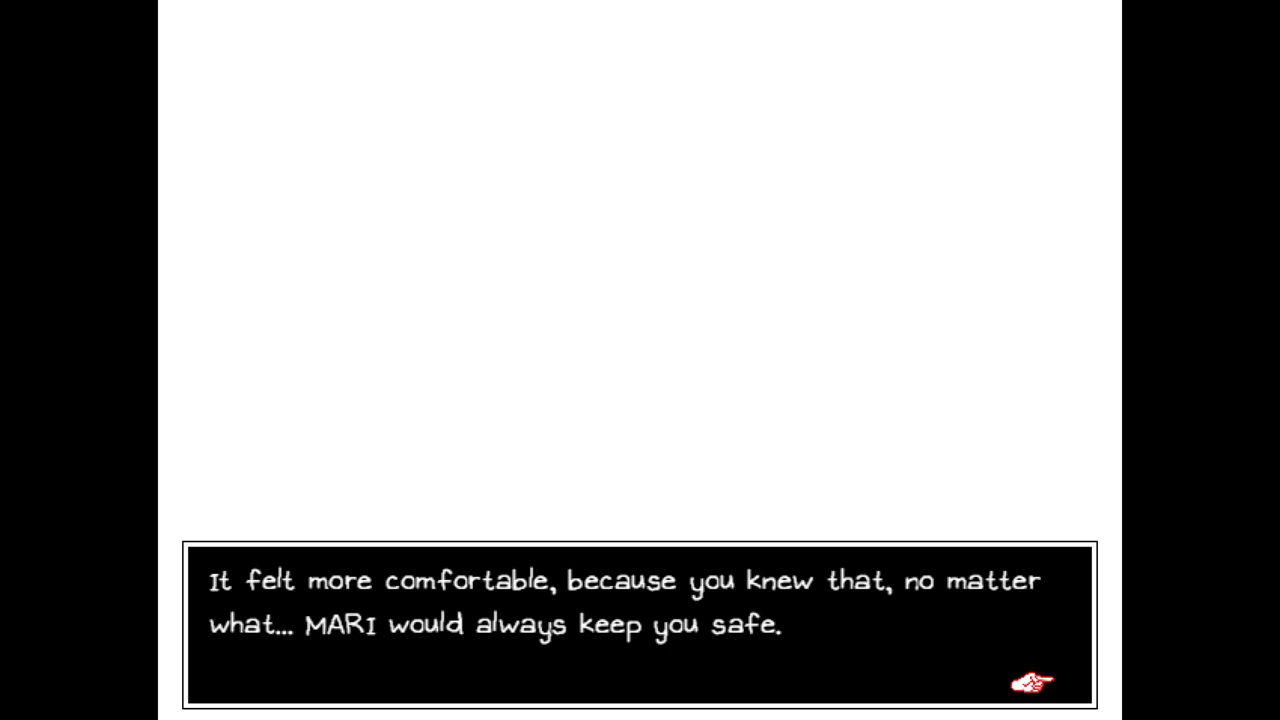 It felt more comfortable, because you knew that, no matter
what... MARI would always keep you safe.